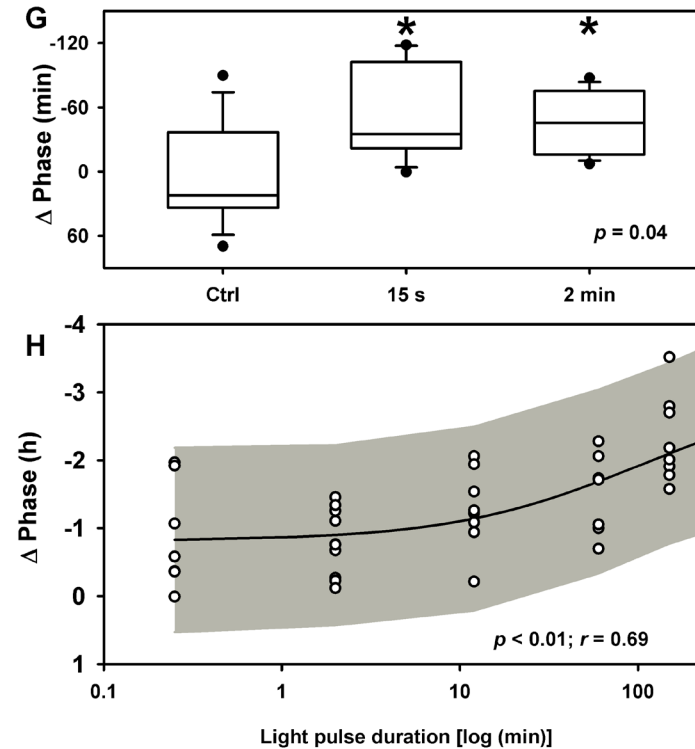 G
Δ Phase (min)
-120
-60
0
60
* *
p = 0.04
Ctrl 15 s 2 min
H
Δ Phase (h)
-4
-3
-2
-1
0
1
p < 0.01; r = 0.69
0.1 1 10 100
Light pulse duration [log (min)]